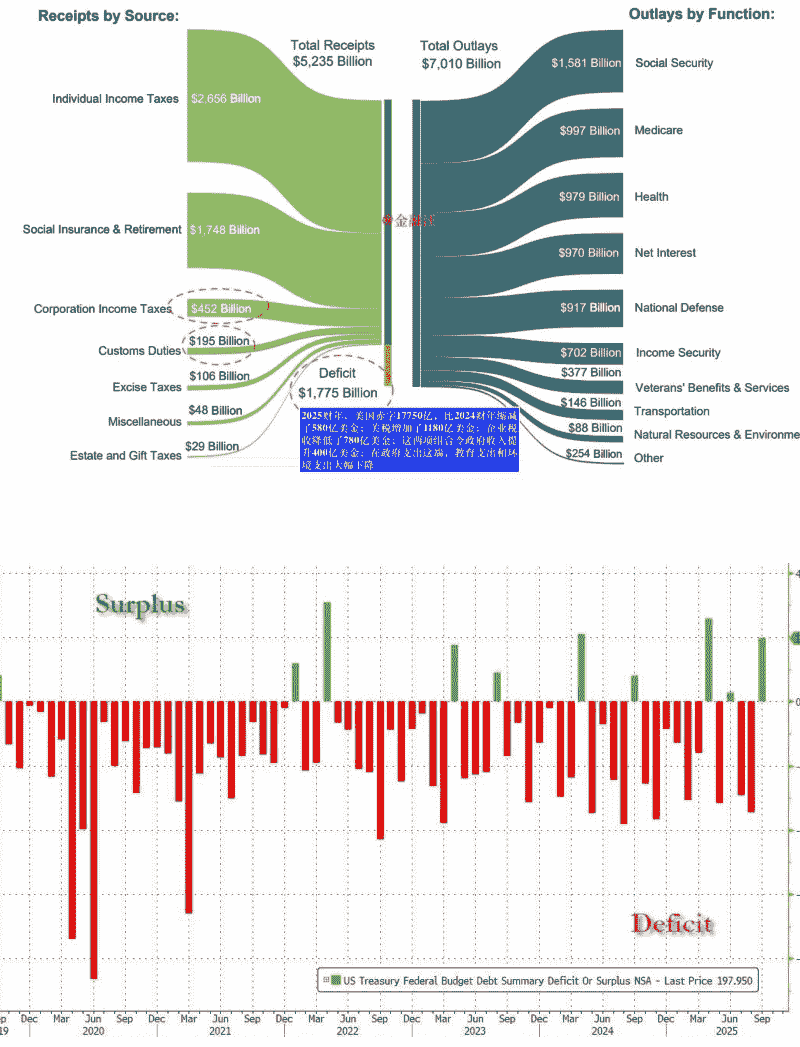 Receipts by Source:
Outlays by Function:
Total Receipts
$5,235 Billion
Total Outlays
$7,010 Billion
Individual Income Taxes
$2,656 Billion
Social Insurance & Retirement
$1,748 Billion
Corporation Income Taxes
$452 Billion
Customs Duties
$195 Billion
Excise Taxes
$106 Billion
Miscellaneous
$48 Billion
Estate and Gift Taxes
$29 Billion
Deficit
$1,775 Billion
$1,581 Billion
Social Security
$997 Billion
Medicare
$979 Billion
Health
$970 Billion
Net Interest
$917 Billion
National Defense
$702 Billion
Income Security
$377 Billion
Veterans' Benefits & Services
$146 Billion
Transportation
$88 Billion
Natural Resources & Environme
$254 Billion
Other
金融
2025财年，美国赤字17750亿，比2024财年缩减
了580亿美金；关税增加了1180亿美金；企业税
收降低了780亿美金；这两项组合令政府收入提
升400亿美金；在政府支出这端，教育支出和环
境支出大幅下降
Surplus
Deficit
US Treasury Federal Budget Debt Summary Deficit Or Surplus NSA - Last Price 197.950
4
0
19 Dec Mar Jun Sep Dec Mar Jun Sep Dec Mar Jun Sep Dec Mar Jun Sep Dec Mar Jun Sep Dec Mar Jun Sep
2020 2021 2022 2023 2024 2025